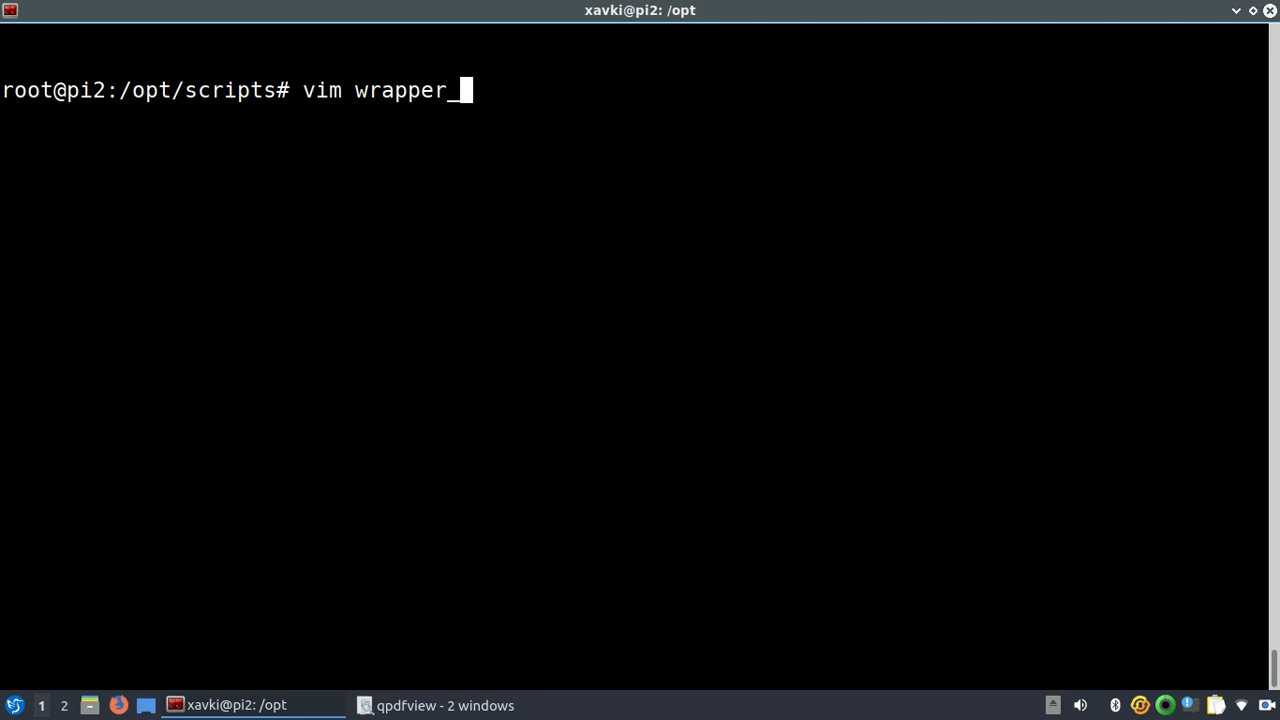 xavki@pi2: /opt
root@pi2:/opt/scripts# vim wrapper_
1
2
xavki@pi2: /opt
qpdfview - 2 windows